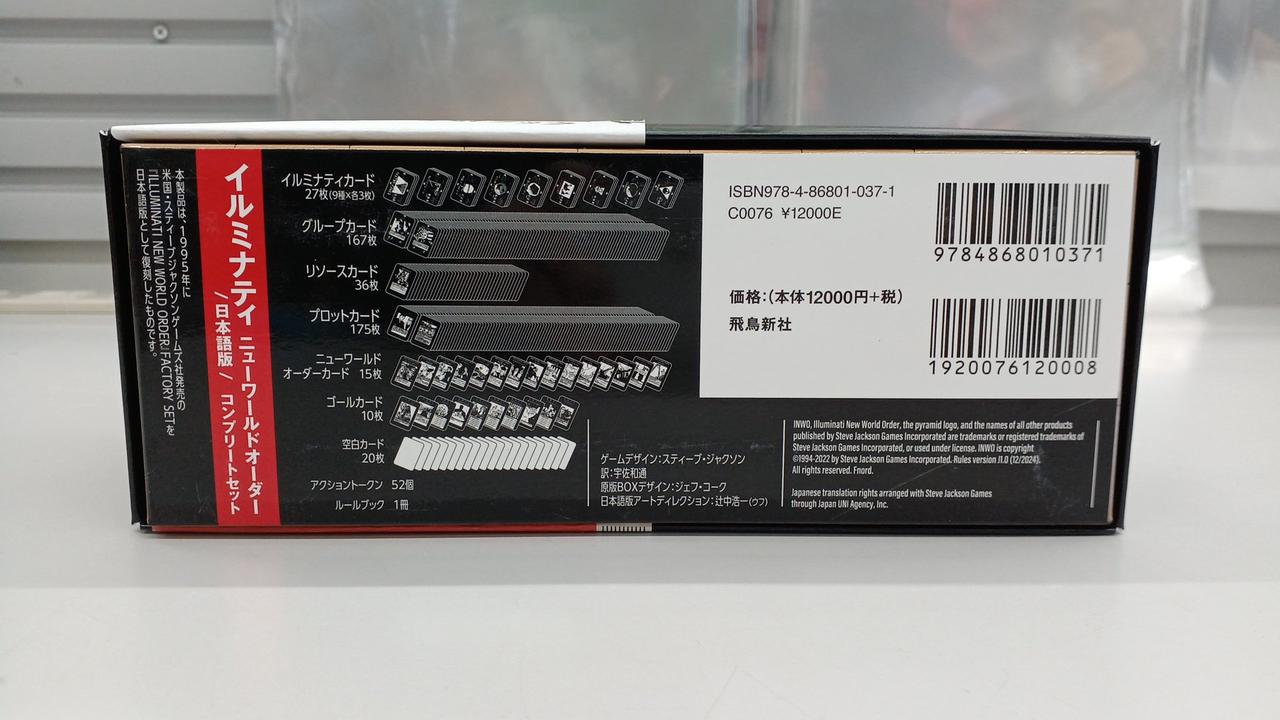 本製品は、1995年に
米国・スティーブジャクソンゲームズ社発売の
『ILLUMINATI NEW WORLD ORDER: FACTORY SET』を
日本語版として復刻したものです。
イルミナティ ニューワールドオーダー
/ 日本語版 / コンプリートセット
イルミナティカード
27枚(9種×各3枚)
グループカード
167枚
リソースカード
36枚
プロットカード
175枚
ニューワールド
オーダーカード 15枚
ゴールカード
10枚
空白カード
20枚
アクショントークン 52個
ルールブック 1冊
ゲームデザイン:スティーブ・ジャクソン
訳:宇佐和通
原版BOXデザイン:ジェフ・コーク
日本語版アートディレクション:辻中浩一(ウフ)
ISBN978-4-86801-037-1
C0076 ¥12000E
価格:(本体12000円+税)
飛鳥新社
9784868010371
1920076120008
INWO, Illuminati New World Order, the pyramid logo, and the names of all other products
published by Steve Jackson Games Incorporated are trademarks or registered trademarks of
Steve Jackson Games Incorporated, or used under license. INWO is copyright
©1994-2022 by Steve Jackson Games Incorporated. Rules version J1.0 (12/2024).
All rights reserved. Fnord.
Japanese translation rights arranged with Steve Jackson Games
through Japan UNI Agency, Inc.